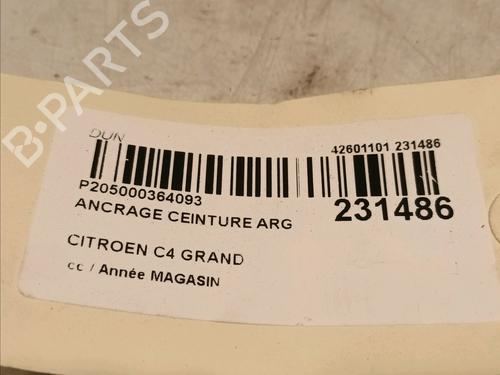 B-PARTS
DUN
42601101 231486
P205000364093
ANCRAGE CEINTURE ARG
231486
CITROEN C4 GRAND
cc / Année MAGASIN